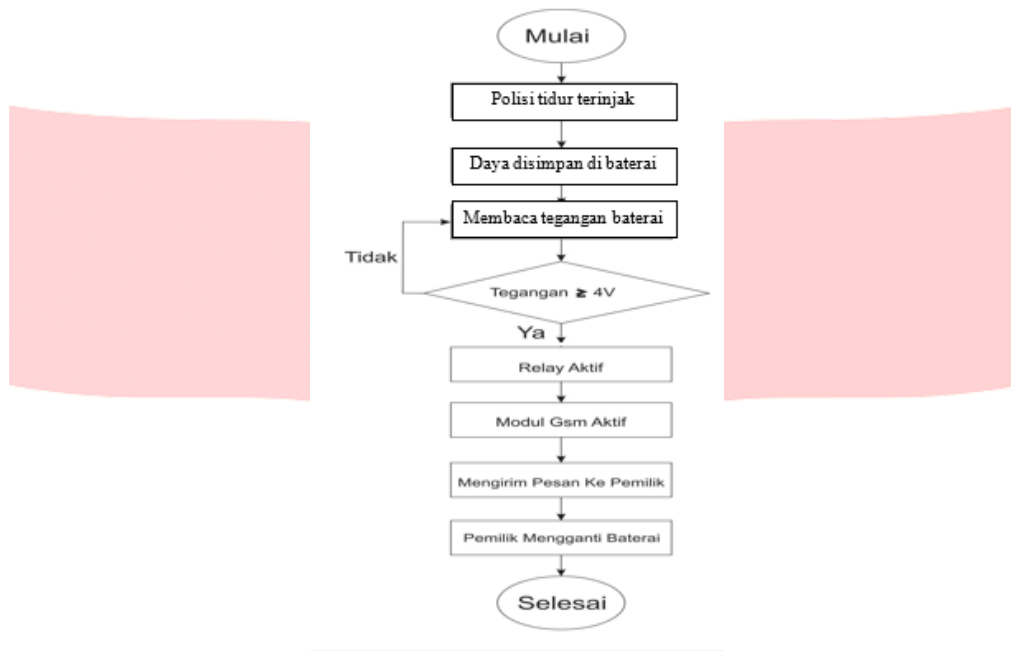 Mulai
Polisi tidur terinjak
Daya disimpan di baterai
Membaca tegangan baterai
Tidak
Tegangan ≥ 4V
Ya
Relay Aktif
Modul Gsm Aktif
Mengirim Pesan Ke Pemilik
Pemilik Mengganti Baterai
Selesai